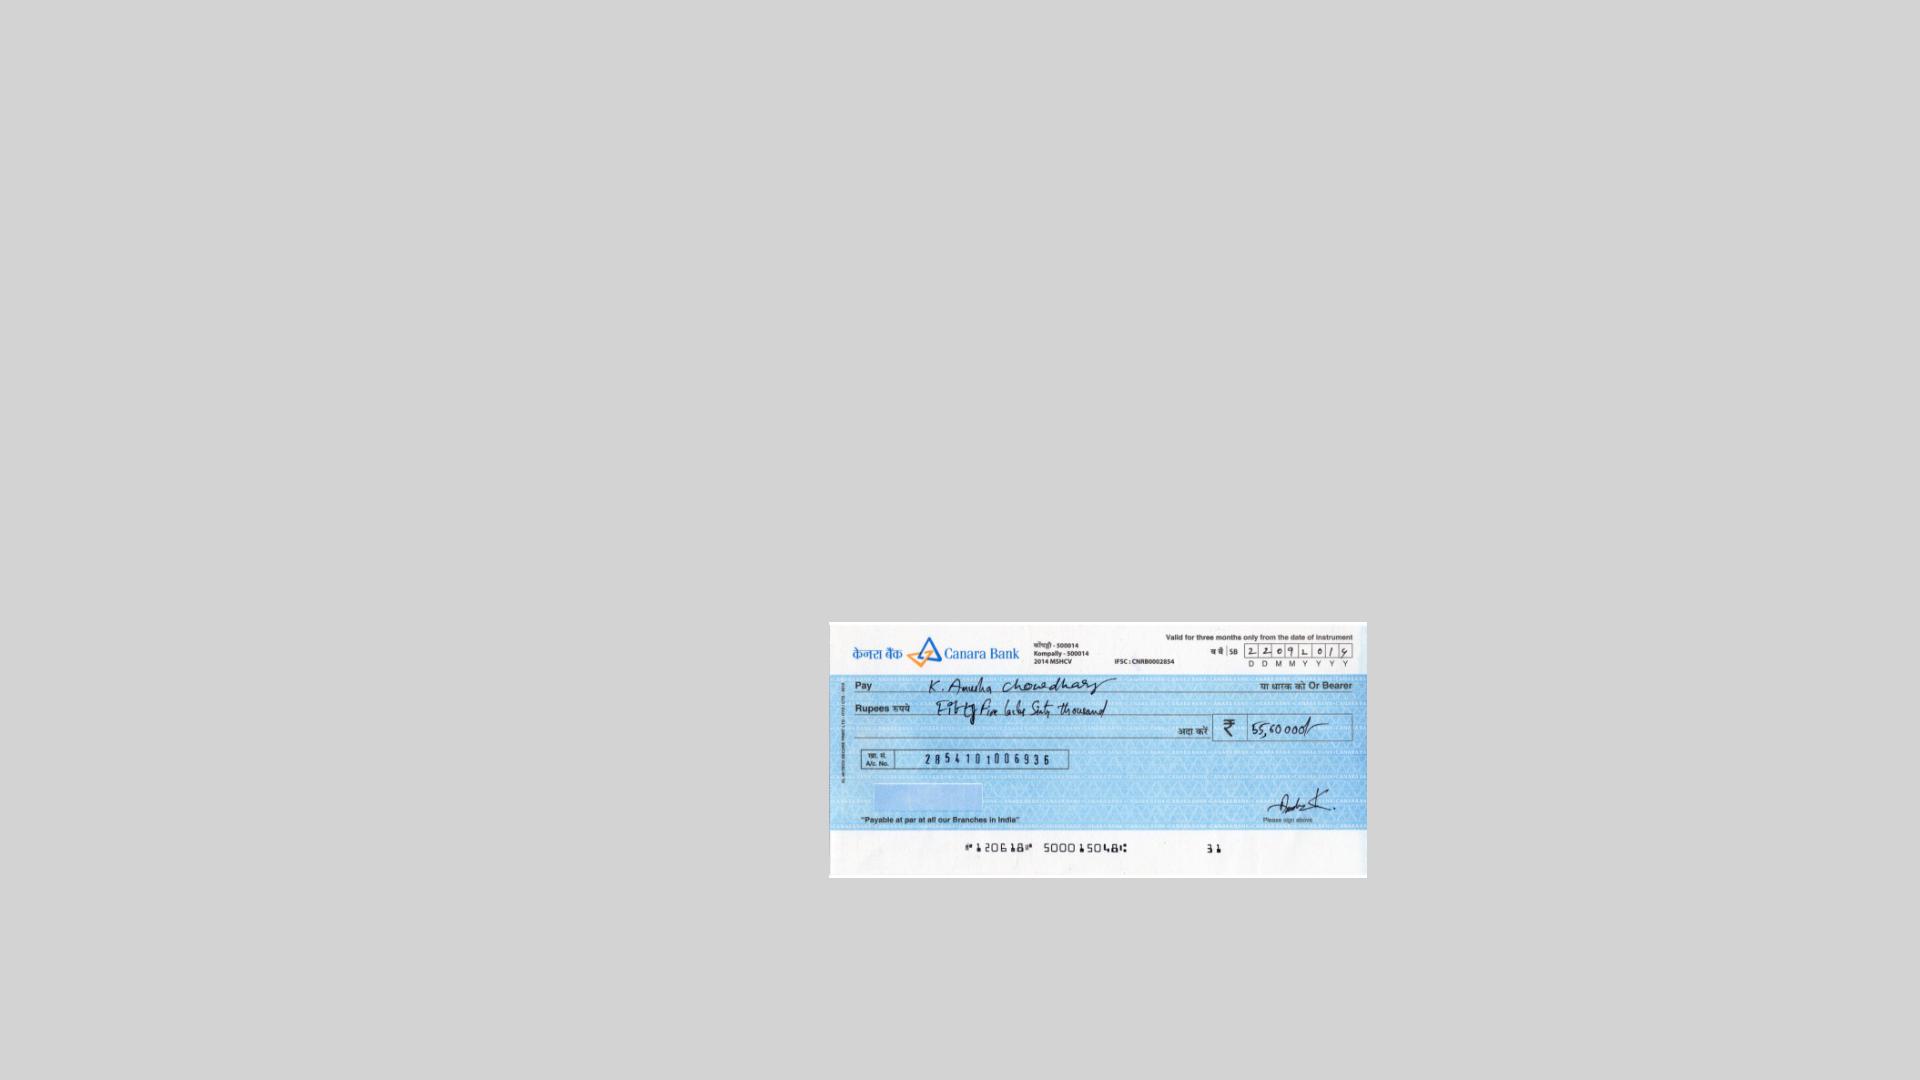 Valid for three months only from the date of Instrument
केनरा बैंक Canara Bank
कोंपल्ली - 500014
Kompally - 500014
2014 MSHCV
IFSC : CNRB0002854
ब बैं SB 2 2 0 9 2 0 1 4
D D M M Y Y Y Y
Pay K. Anusha Chowdhary या धारक को Or Bearer
Rupees रुपये Fifty Five lacks Sixty thousand
अदा करें ₹ 55,60000/-
खा. सं.
A/c. No. 2854101006936
"Payable at par at all our Branches in India"
Please sign above
⑈120618⑈ 500015048⑆ 31